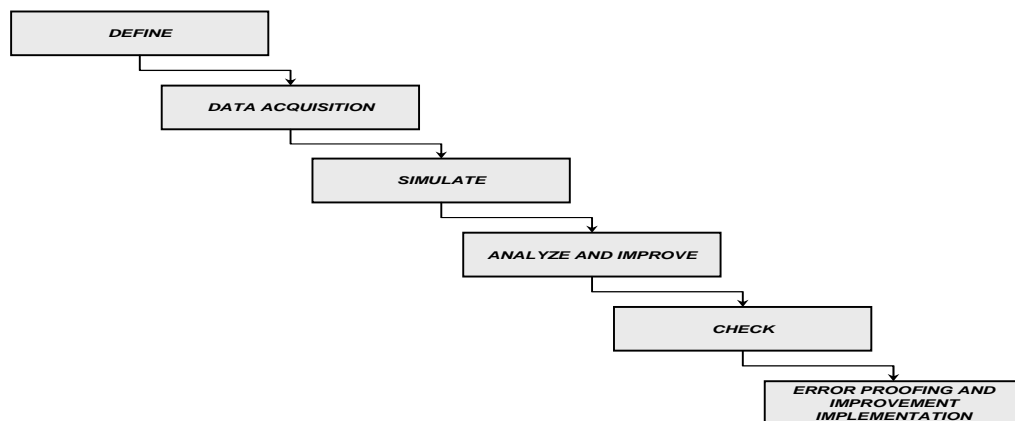 DEFINE
DATA ACQUISITION
SIMULATE
ANALYZE AND IMPROVE
CHECK
ERROR PROOFING AND
IMPROVEMENT
IMPLEMENTATION